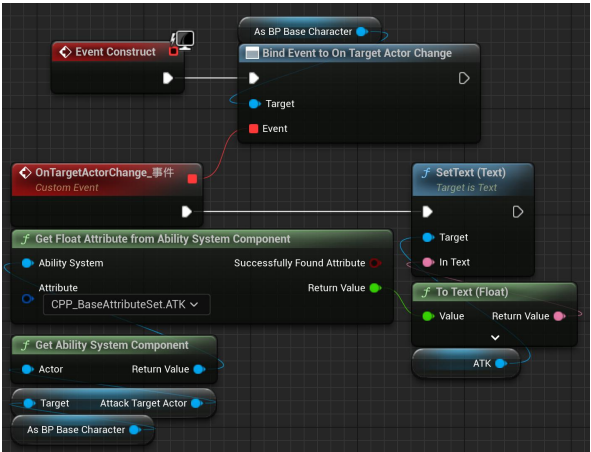 As BP Base Character
Event Construct
Bind Event to On Target Actor Change
Target
Event
OnTargetActorChange_事件
Custom Event
SetText (Text)
Target is Text
Target
In Text
Get Float Attribute from Ability System Component
Ability System
Successfully Found Attribute
Attribute
CPP_BaseAttributeSet.ATK
Return Value
To Text (Float)
Value
Return Value
Get Ability System Component
Actor
Return Value
ATK
Target
Attack Target Actor
As BP Base Character